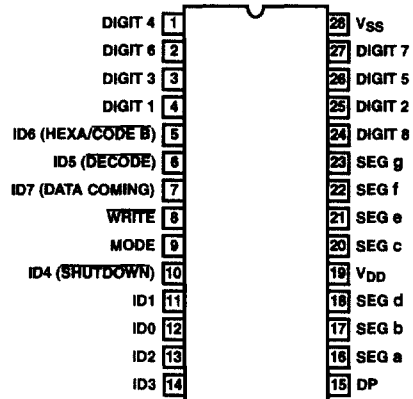 DIGIT 4 1
DIGIT 6 2
DIGIT 3 3
DIGIT 1 4
ID6 (HEXA/CODE B) 5
ID5 (DECODE) 6
ID7 (DATA COMING) 7
WRITE 8
MODE 9
ID4 (SHUTDOWN) 10
ID1 11
ID0 12
ID2 13
ID3 14
28 VSS
27 DIGIT 7
26 DIGIT 5
25 DIGIT 2
24 DIGIT 8
23 SEG g
22 SEG f
21 SEG e
20 SEG c
19 VDD
18 SEG d
17 SEG b
16 SEG a
15 DP